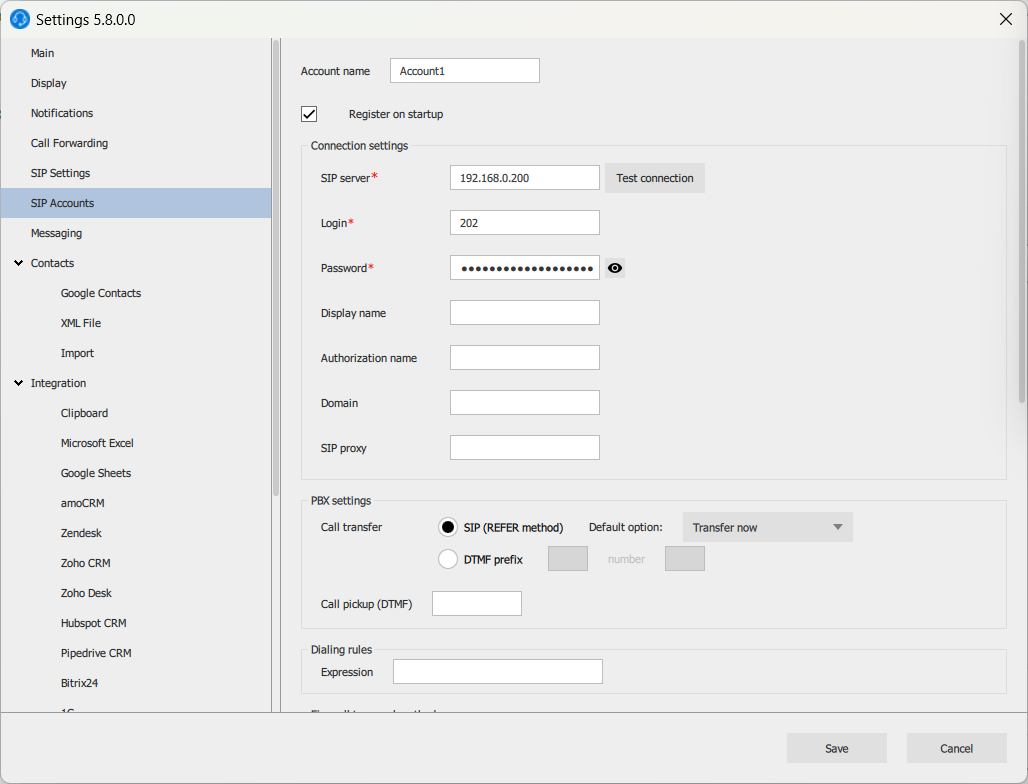 Settings 5.8.0.0
Main
Display
Notifications
Call Forwarding
SIP Settings
SIP Accounts
Messaging
Contacts
Google Contacts
XML File
Import
Integration
Clipboard
Microsoft Excel
Google Sheets
amoCRM
Zendesk
Zoho CRM
Zoho Desk
Hubspot CRM
Pipedrive CRM
Bitrix24
Account name Account1
Register on startup
Connection settings
SIP server* 192.168.0.200 Test connection
Login* 202
Password* ●●●●●●●●●●●●●●●●●●●
Display name
Authorization name
Domain
SIP proxy
PBX settings
Call transfer SIP (REFER method) Default option: Transfer now
DTMF prefix number
Call pickup (DTMF)
Dialing rules
Expression
Save Cancel